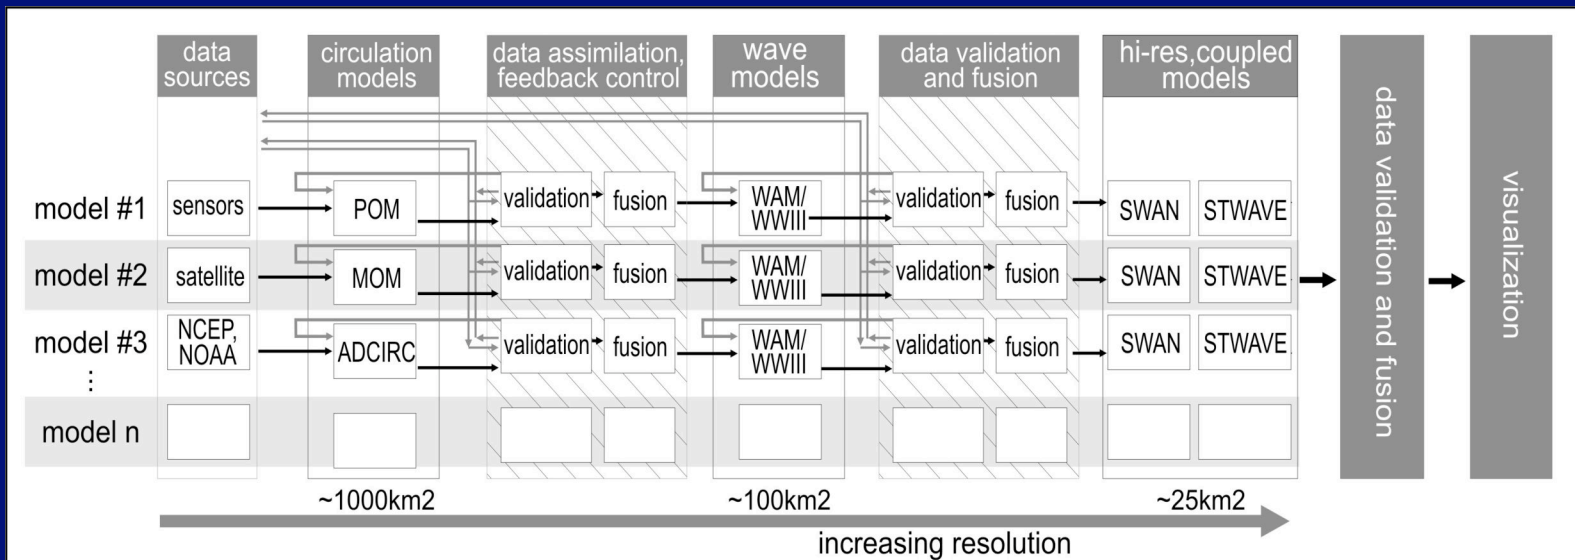 data
sources
circulation
models
data assimilation,
feedback control
wave
models
data validation
and fusion
hi-res,coupled
models
data validation and fusion
visualization
model #1
sensors
POM
validation
fusion
WAM/
WWIII
validation
fusion
SWAN
STWAVE
model #2
satellite
MOM
validation
fusion
WAM/
WWIII
validation
fusion
SWAN
STWAVE
model #3
NCEP,
NOAA
ADCIRC
validation
fusion
WAM/
WWIII
validation
fusion
SWAN
STWAVE
⋮
model n
~1000km2
~100km2
~25km2
increasing resolution